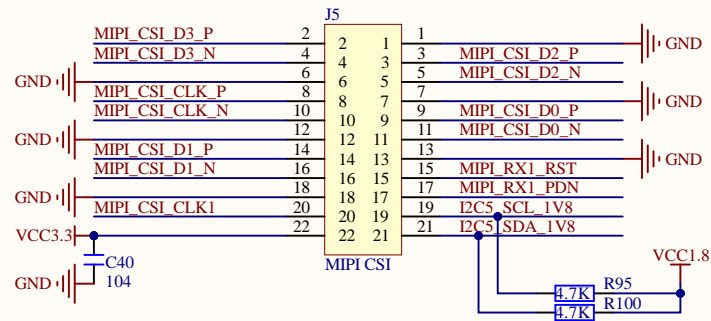 J5
MIPI_CSI_D3_P 2 2 1 1 GND
MIPI_CSI_D3_N 4 4 3 3 MIPI_CSI_D2_P
GND 6 6 5 5 MIPI_CSI_D2_N
MIPI_CSI_CLK_P 8 8 7 7 GND
MIPI_CSI_CLK_N 10 10 9 9 MIPI_CSI_D0_P
GND 12 12 11 11 MIPI_CSI_D0_N
MIPI_CSI_D1_P 14 14 13 13 GND
MIPI_CSI_D1_N 16 16 15 15 MIPI_RX1_RST
GND 18 18 17 17 MIPI_RX1_PDN
MIPI_CSI_CLK1 20 20 19 19 I2C5_SCL_1V8
VCC3.3 22 22 21 21 I2C5_SDA_1V8
MIPI CSI
C40
GND 104
VCC1.8
4.7K R95
4.7K R100